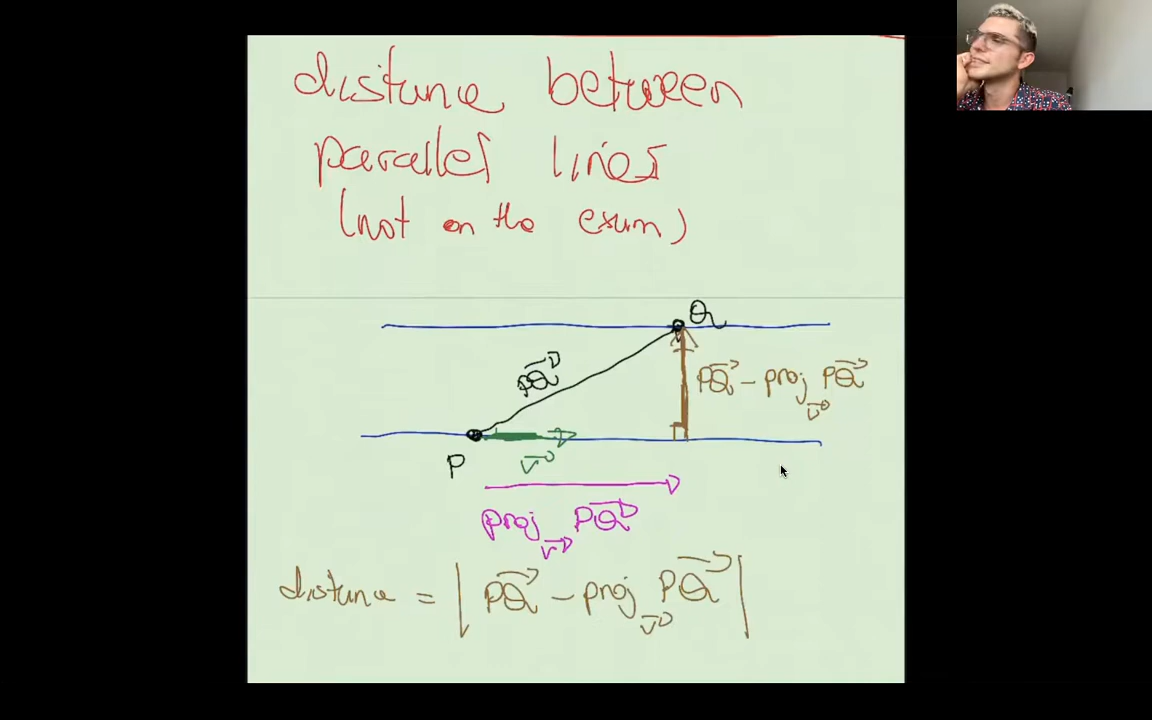 distance between
parallel lines
(not on the exam)
Q
PQ
PQ - proj PQ
v
P
v
proj PQ
v
distance = | PQ - proj PQ |
v